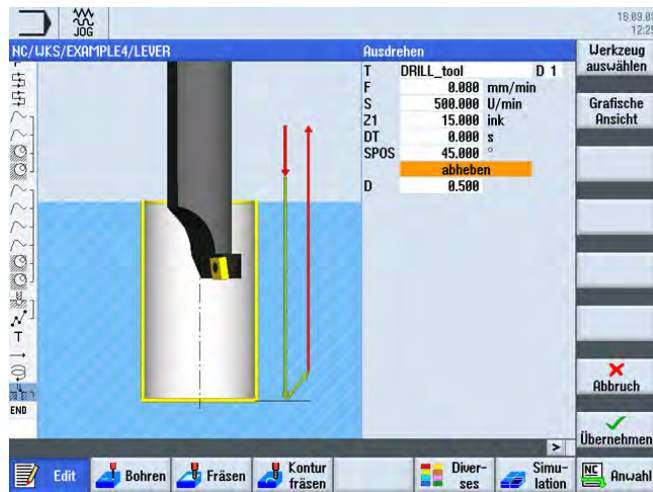 JOG
16.09.05
12:25
NC/WKS/EXAMPLE4/LEVER
Ausdrehen
Werkzeug
auswählen
T DRILL_tool D 1
F 0.080 mm/min
S 500.000 U/min
Z1 15.000 ink
DT 0.000 s
SPOS 45.000 °
abheben
D 0.500
Grafische
Ansicht
T
END
Abbruch
Übernehmen
>
Edit
Bohren
Fräsen
Kontur
fräsen
Diver-
ses
Simu-
lation
NC
Anwahl